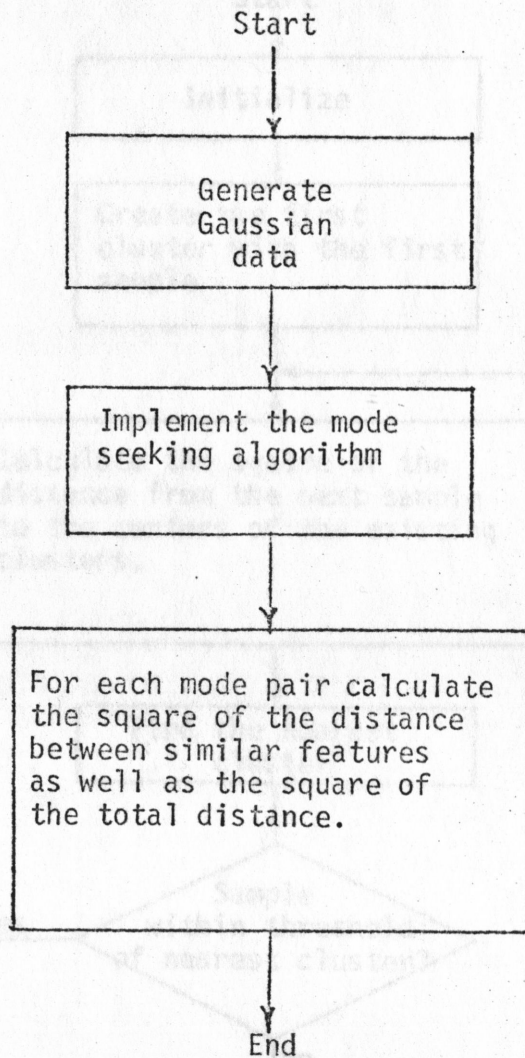 Start
Generate
Gaussian
data
Implement the mode
seeking algorithm
For each mode pair calculate
the square of the distance
between similar features
as well as the square of
the total distance.
End